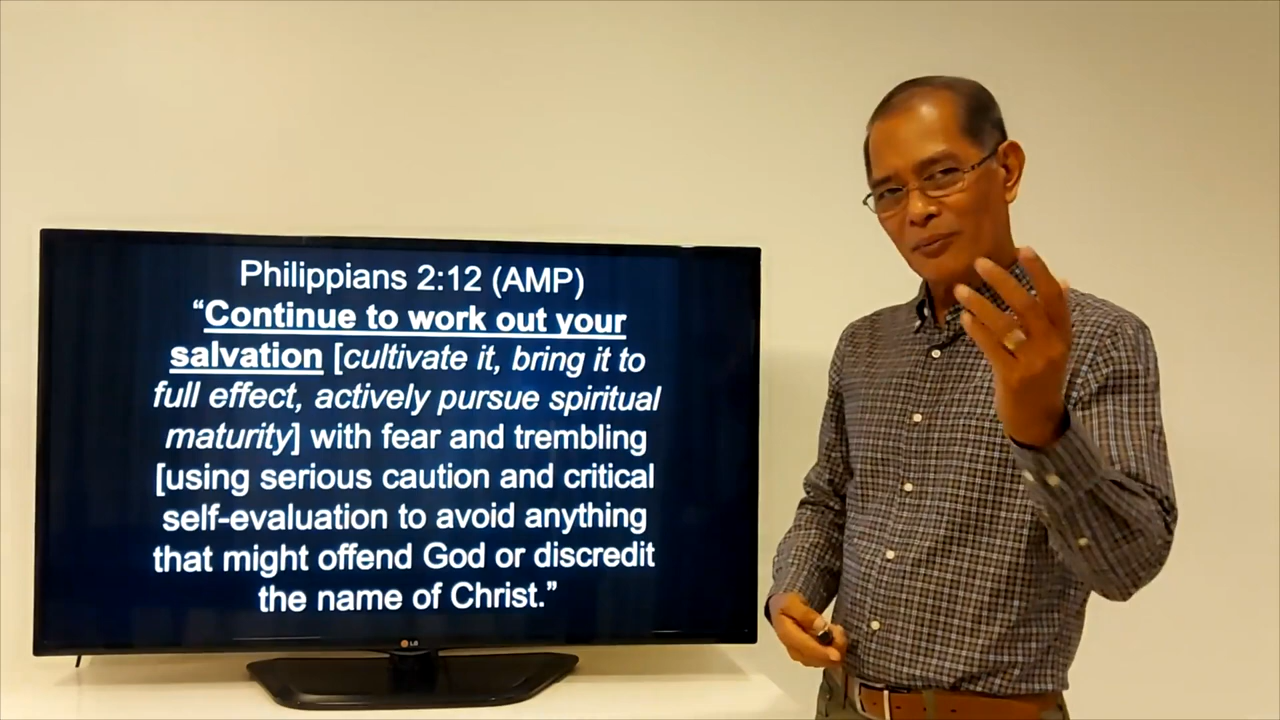 Philippians 2:12 (AMP)
“Continue to work out your
salvation [cultivate it, bring it to
full effect, actively pursue spiritual
maturity] with fear and trembling
[using serious caution and critical
self-evaluation to avoid anything
that might offend God or discredit
the name of Christ.”
LG